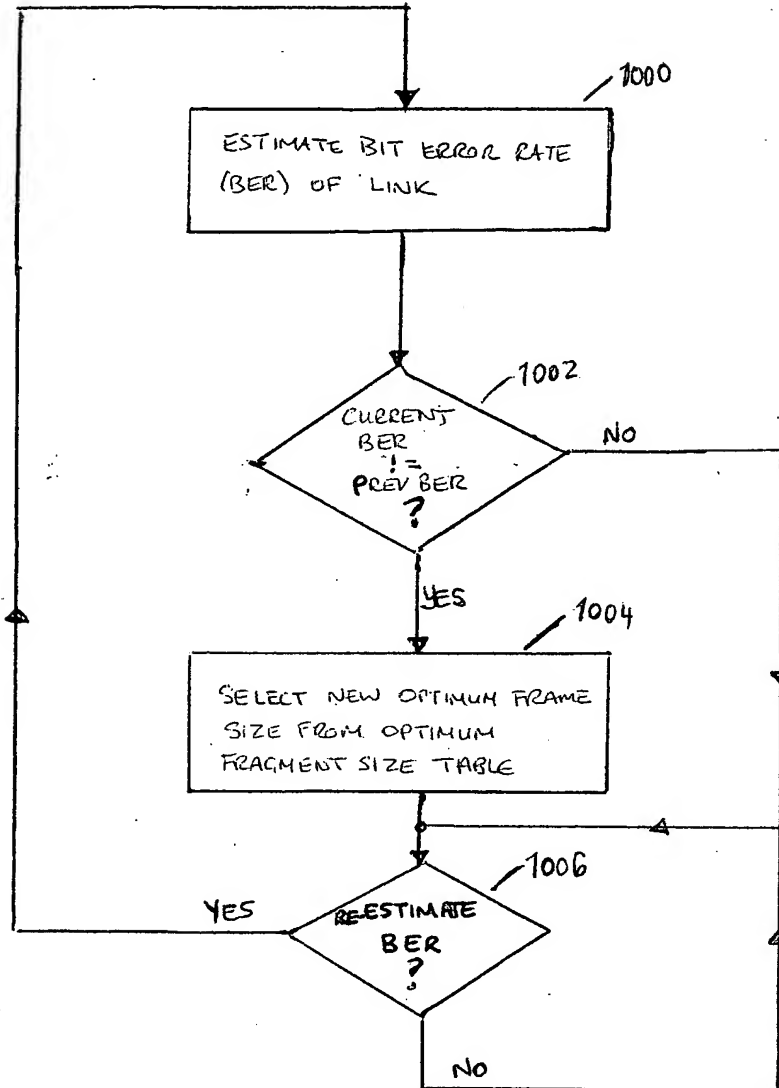 1000
ESTIMATE BIT ERROR RATE
(BER) OF LINK
1002
CURRENT
BER
!=
PREV BER
?
NO
YES
1004
SELECT NEW OPTIMUM FRAME
SIZE FROM OPTIMUM
FRAGMENT SIZE TABLE
1006
YES
RE-ESTIMATE
BER
?
NO